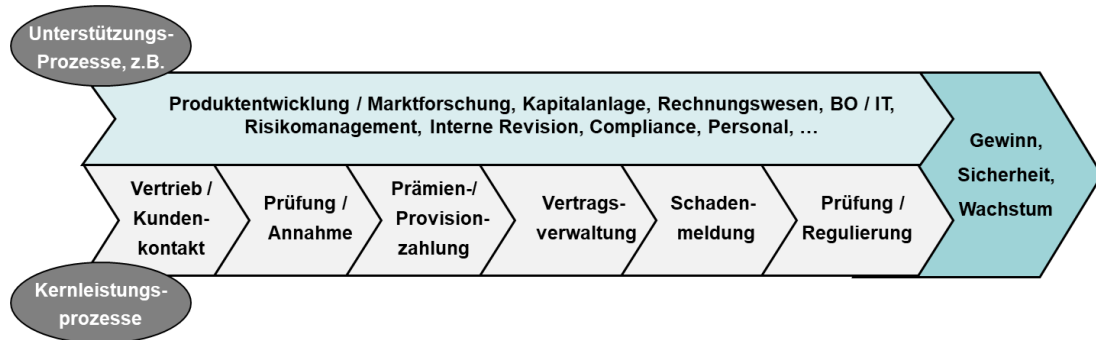 Unterstützungs-
Prozesse, z.B.
Produktentwicklung / Marktforschung, Kapitalanlage, Rechnungswesen, BO / IT,
Risikomanagement, Interne Revision, Compliance, Personal, …
Gewinn,
Sicherheit,
Wachstum
Vertrieb /
Kunden-
kontakt
Prüfung /
Annahme
Prämien-/
Provision-
zahlung
Vertrags-
verwaltung
Schaden-
meldung
Prüfung /
Regulierung
Kernleistungs-
prozesse